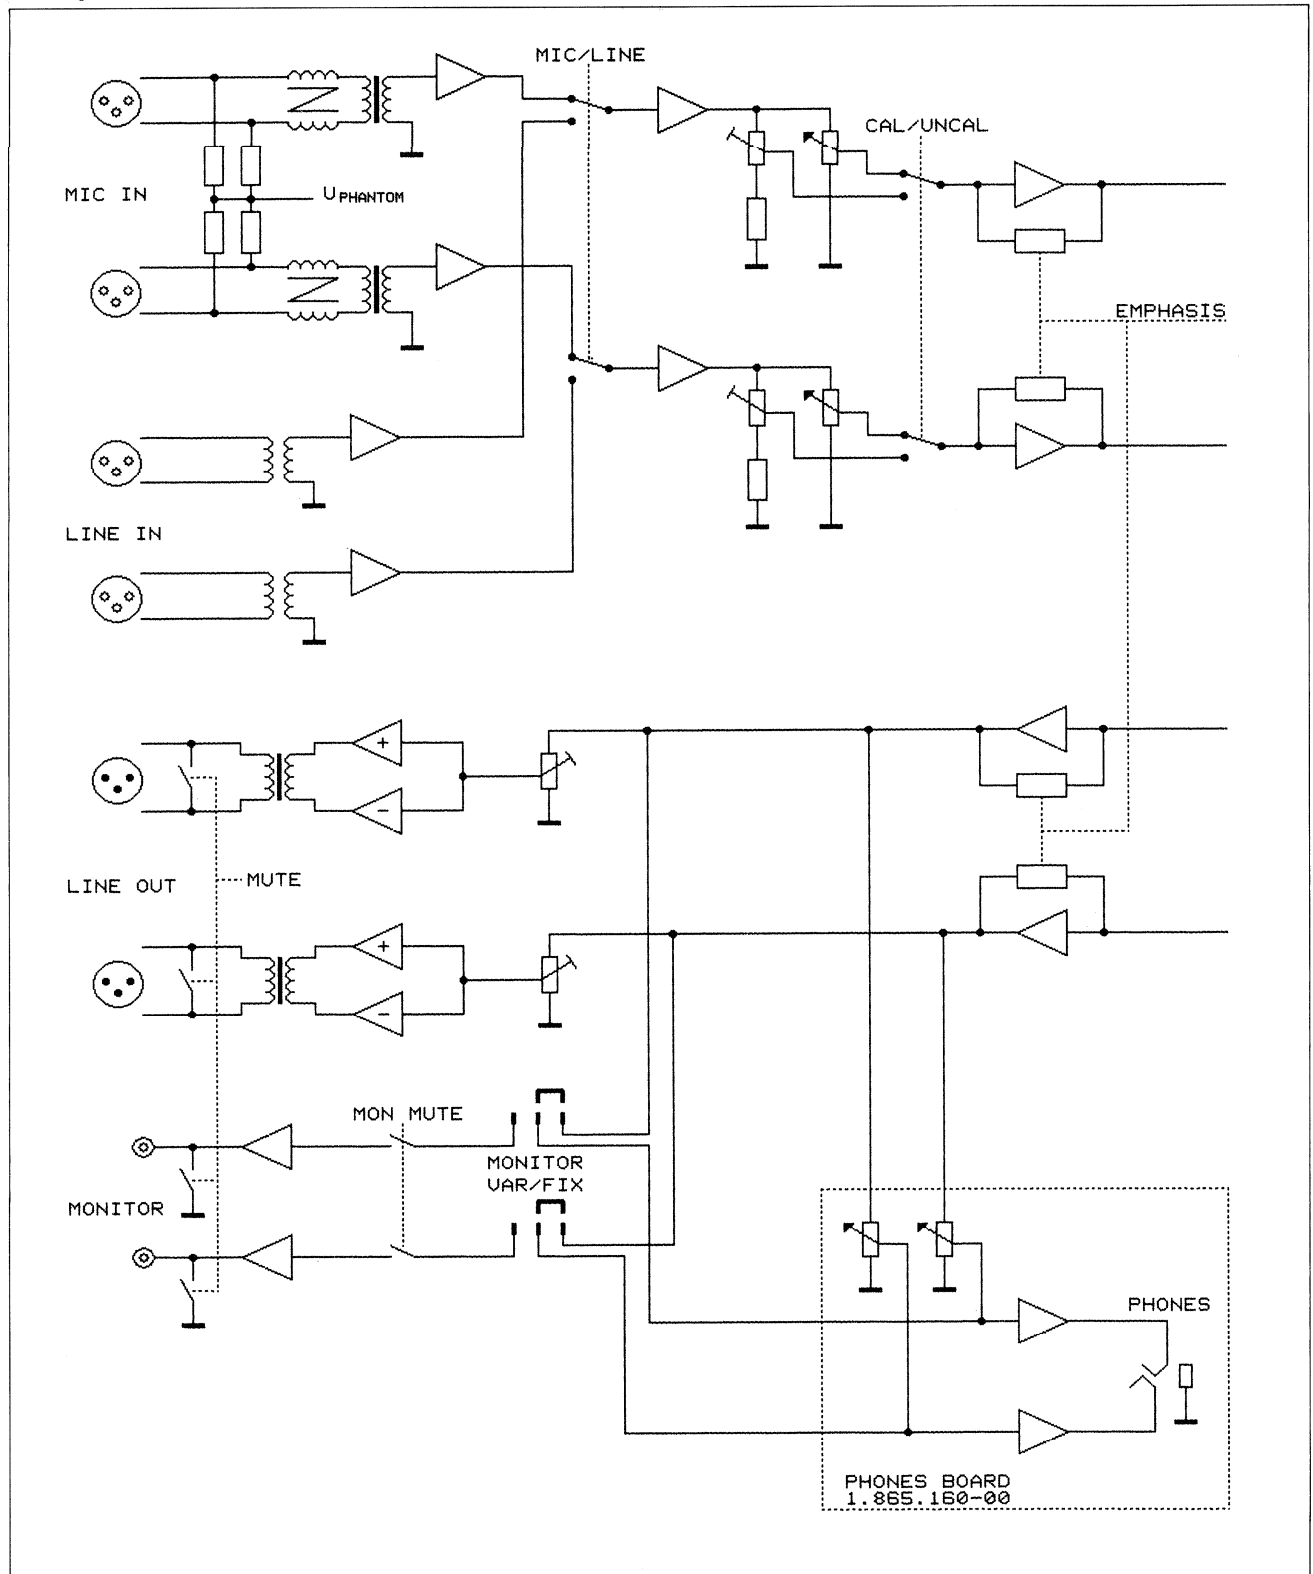 MIC/LINE
CAL/UNCAL
MIC IN
UPHANTOM
EMPHASIS
LINE IN
+
−
LINE OUT
MUTE
+
−
MON MUTE
MONITOR
VAR/FIX
MONITOR
PHONES
PHONES BOARD
1.865.160-00